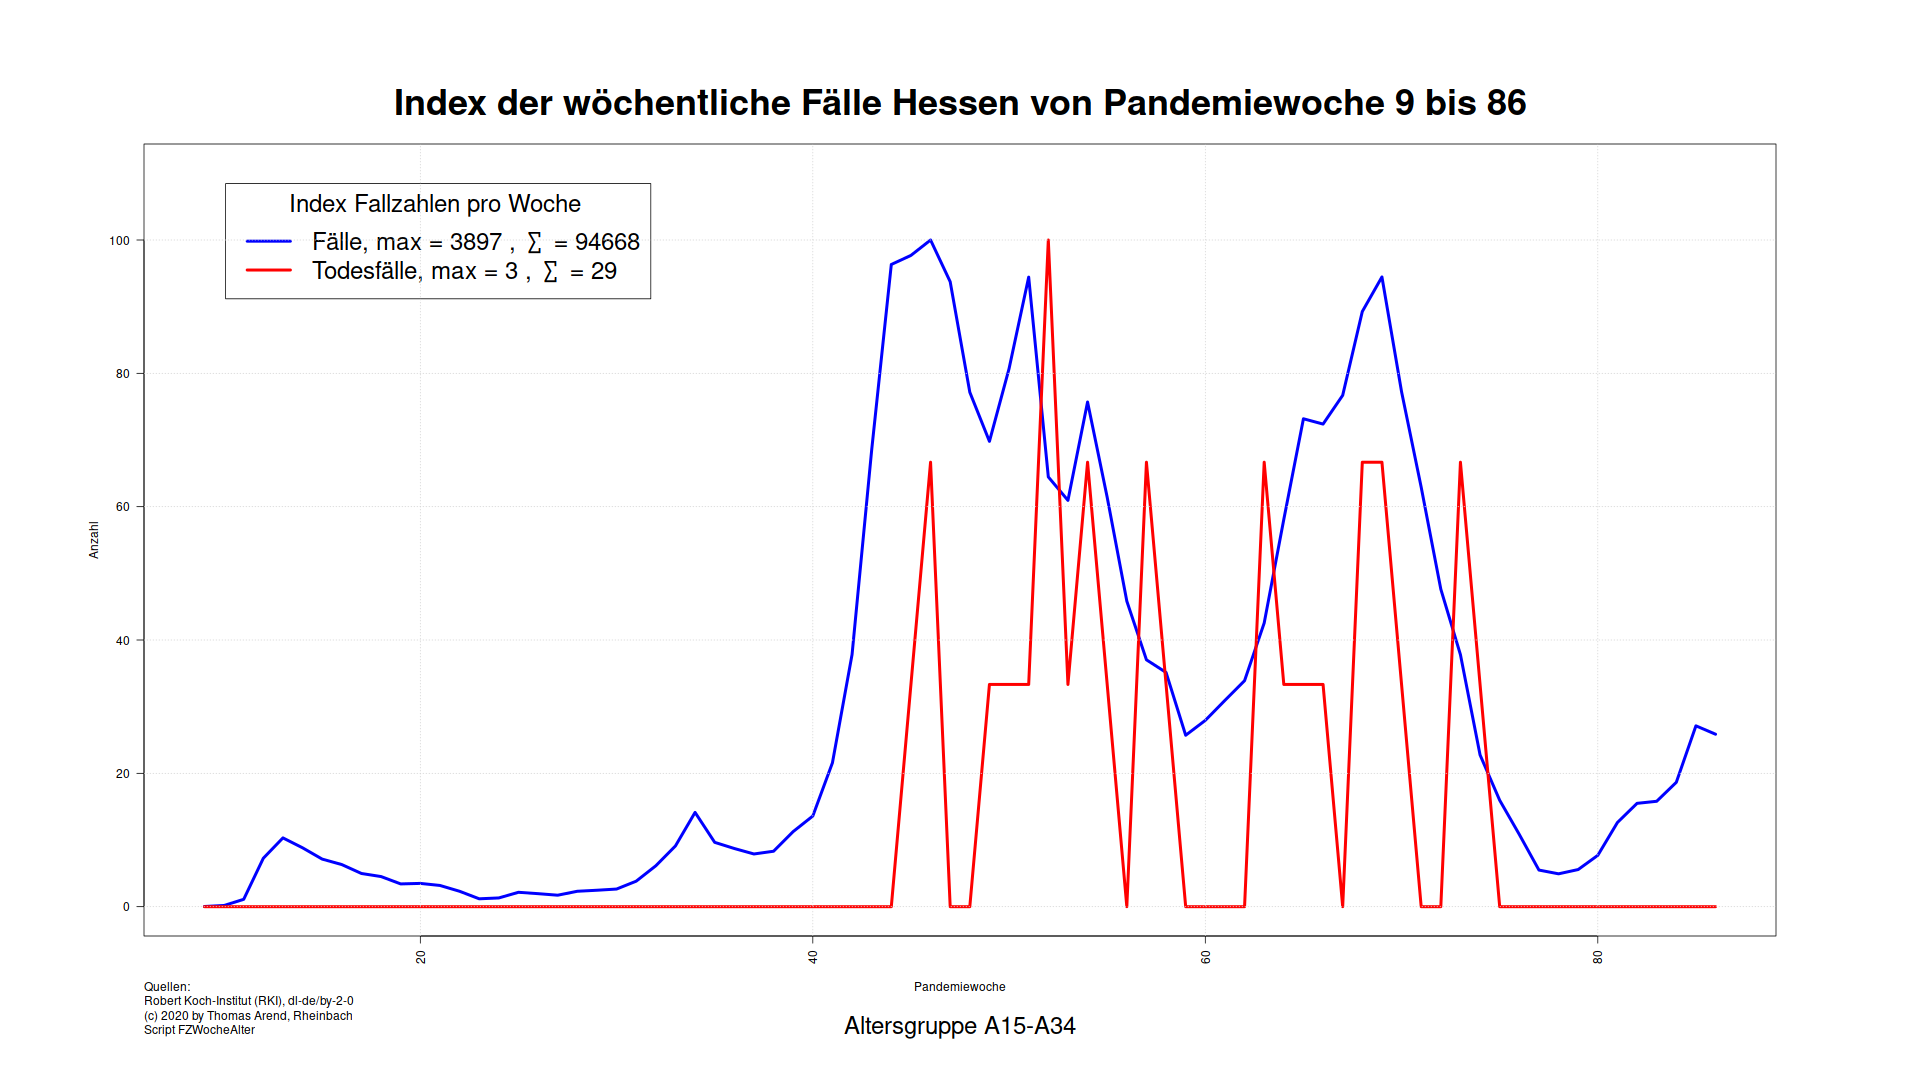 Index der wöchentliche Fälle Hessen von Pandemiewoche 9 bis 86
Index Fallzahlen pro Woche
Fälle, max = 3897 , ∑ = 94668
Todesfälle, max = 3 , ∑ = 29
100
80
60
40
20
0
Anzahl
20
40
60
80
Pandemiewoche
Quellen:
Robert Koch-Institut (RKI), dl-de/by-2-0
(c) 2020 by Thomas Arend, Rheinbach
Script FZWocheAlter
Altersgruppe A15-A34